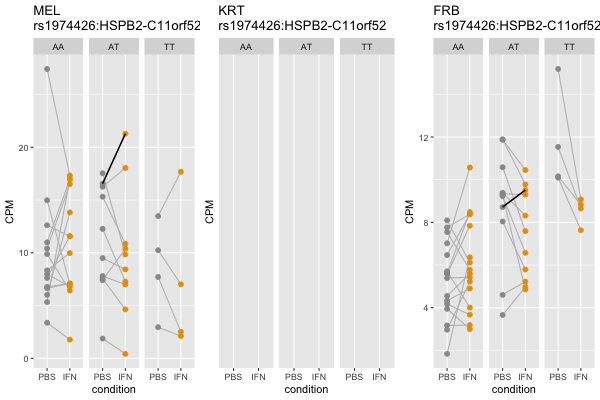 MEL
rs1974426:HSPB2-C11orf52
AA AT TT
CPM
20
10
0
PBS IFN PBS IFN PBS IFN
condition
KRT
rs1974426:HSPB2-C11orf52
AA AT TT
PBS IFN PBS IFN PBS IFN
condition
FRB
rs1974426:HSPB2-C11orf52
AA AT TT
CPM
12
8
4
PBS IFN PBS IFN PBS IFN
condition